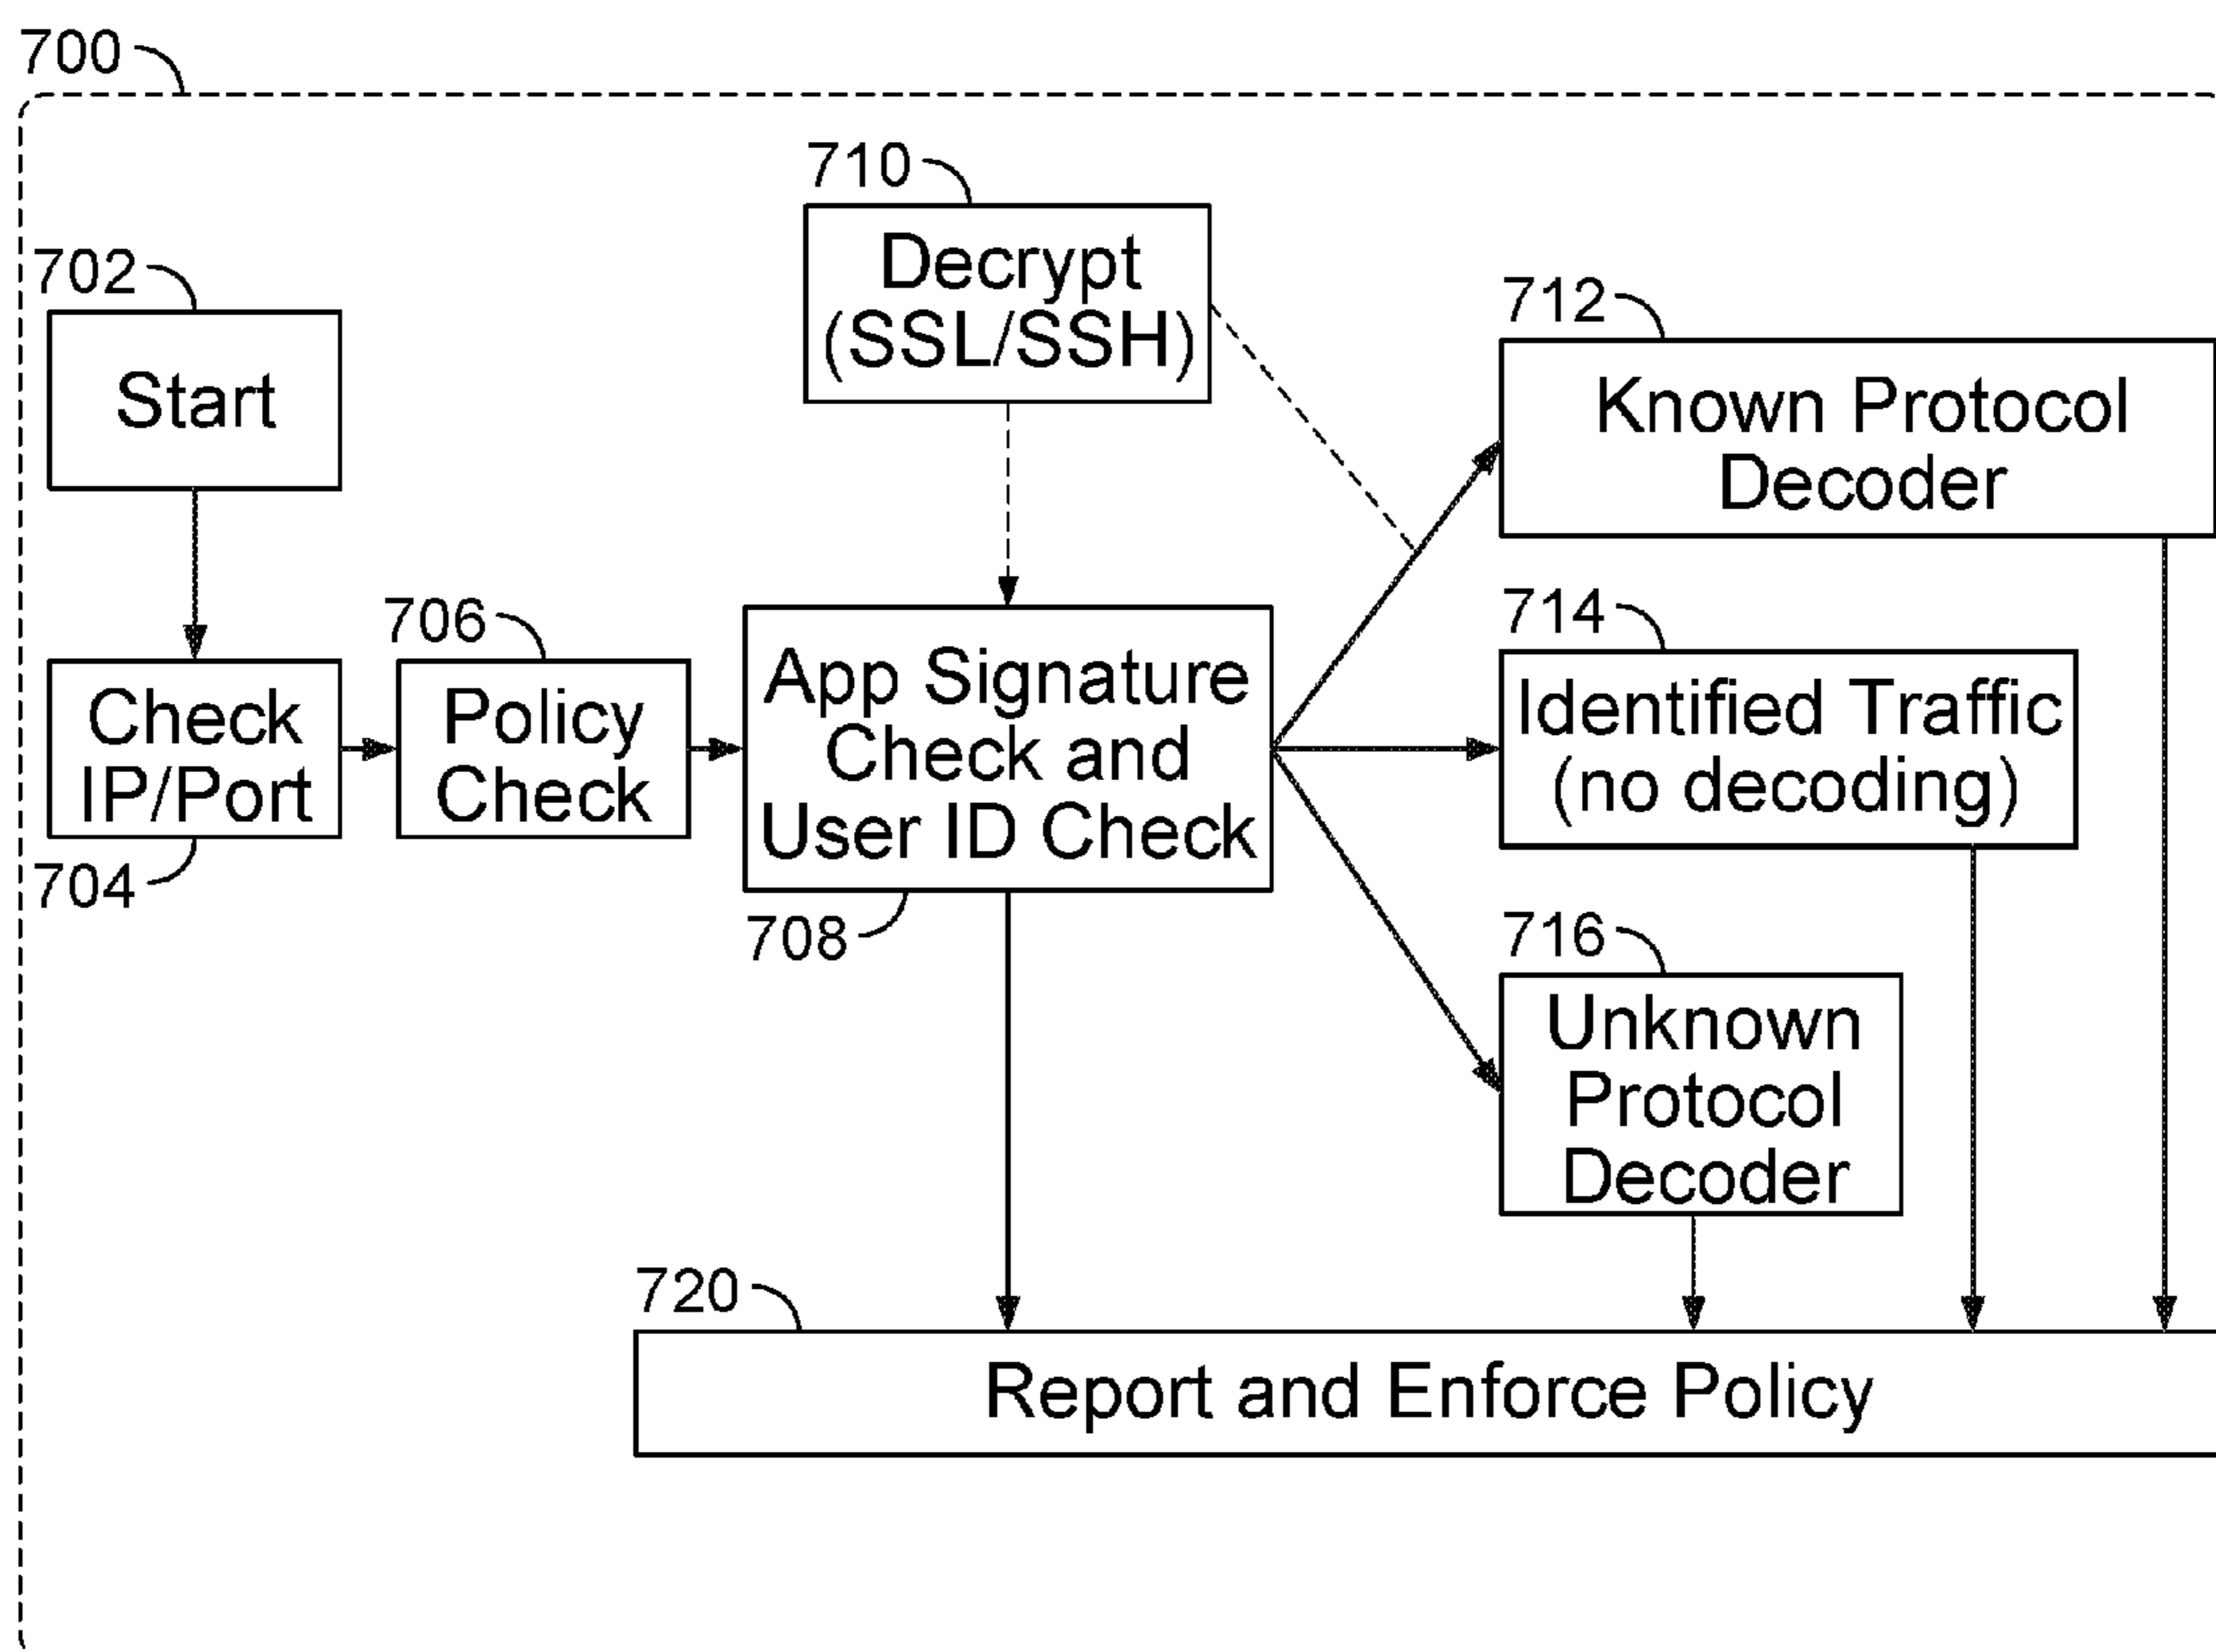 700
710
Decrypt
(SSL/SSH)
702
Start
712
Known Protocol
Decoder
704
Check
IP/Port
706
Policy
Check
App Signature
Check and
User ID Check
708
714
Identified Traffic
(no decoding)
716
Unknown
Protocol
Decoder
720
Report and Enforce Policy